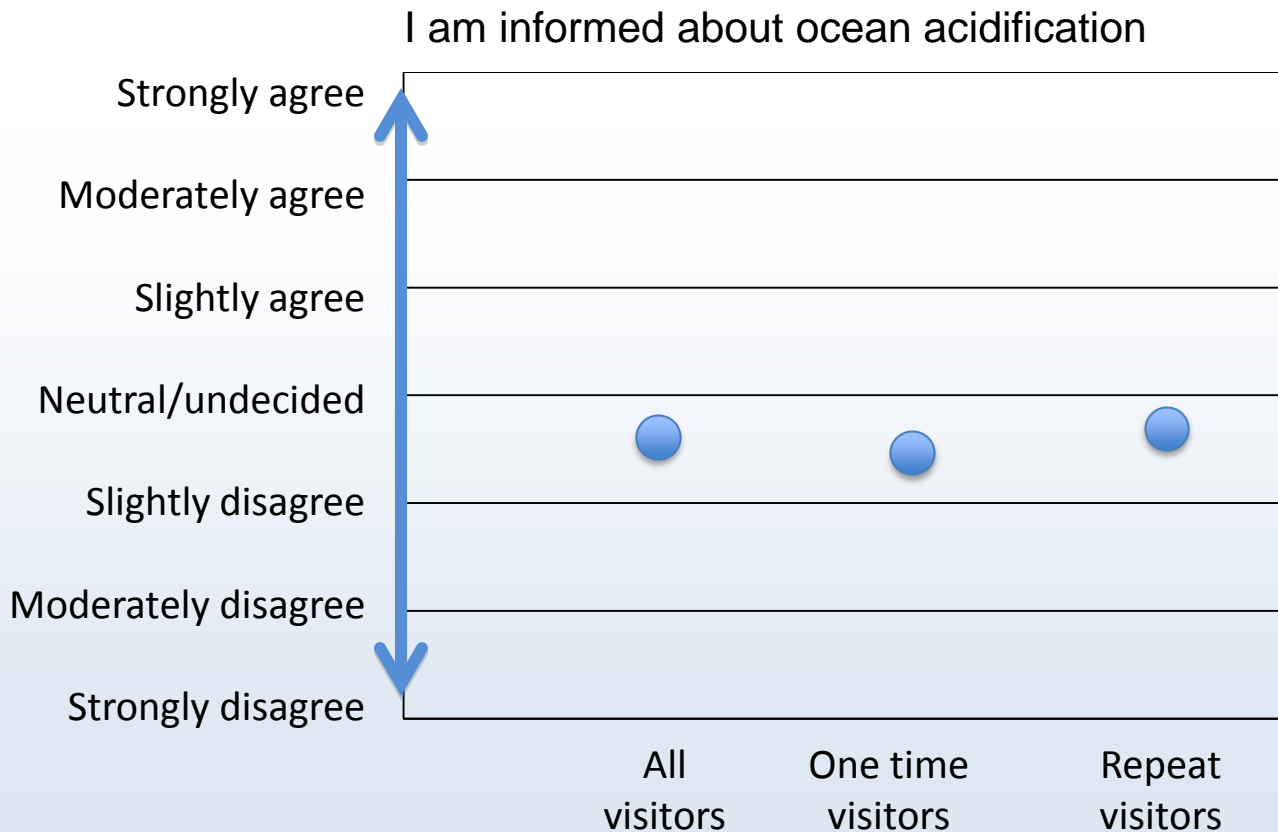 I am informed about ocean acidification
Strongly agree
Moderately agree
Slightly agree
Neutral/undecided
Slightly disagree
Moderately disagree
Strongly disagree
All
visitors
One time
visitors
Repeat
visitors